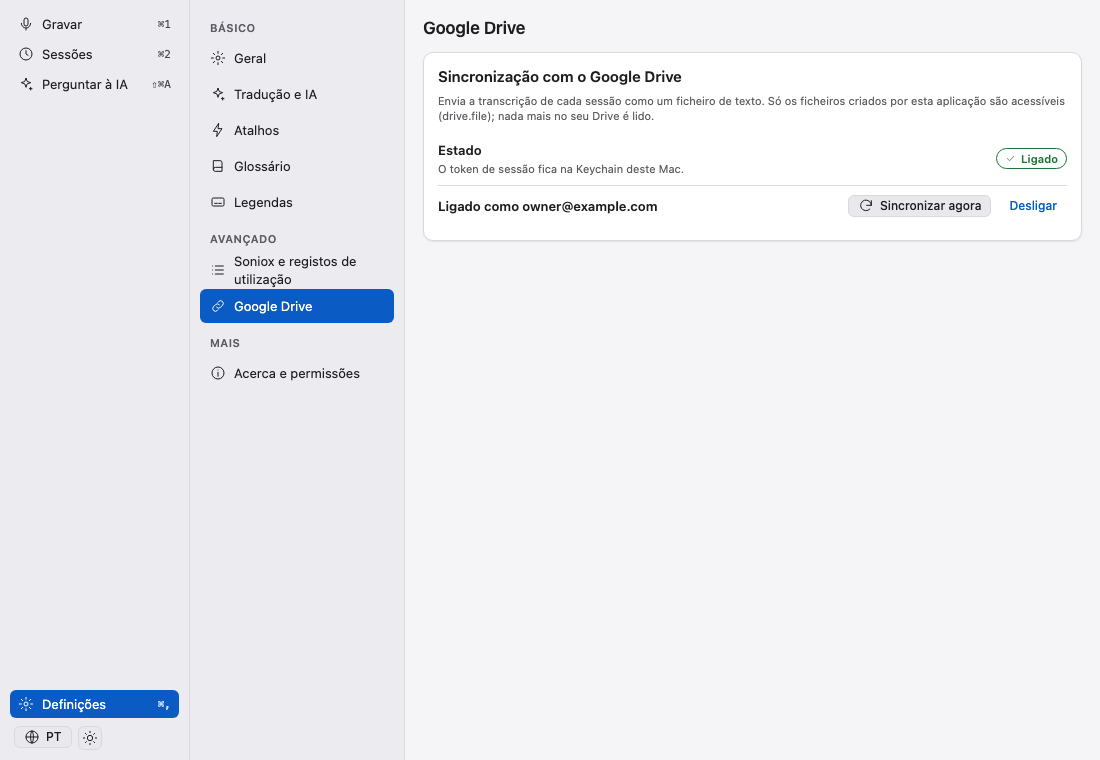 Gravar ⌘1
Sessões ⌘2
Perguntar à IA ⇧⌘A
Definições ⌘,
PT
BÁSICO
Geral
Tradução e IA
Atalhos
Glossário
Legendas
AVANÇADO
Soniox e registos de
utilização
Google Drive
MAIS
Acerca e permissões
Google Drive
Sincronização com o Google Drive
Envia a transcrição de cada sessão como um ficheiro de texto. Só os ficheiros criados por esta aplicação são acessíveis
(drive.file); nada mais no seu Drive é lido.
Estado
O token de sessão fica na Keychain deste Mac.
Ligado
Ligado como owner@example.com
Sincronizar agora
Desligar